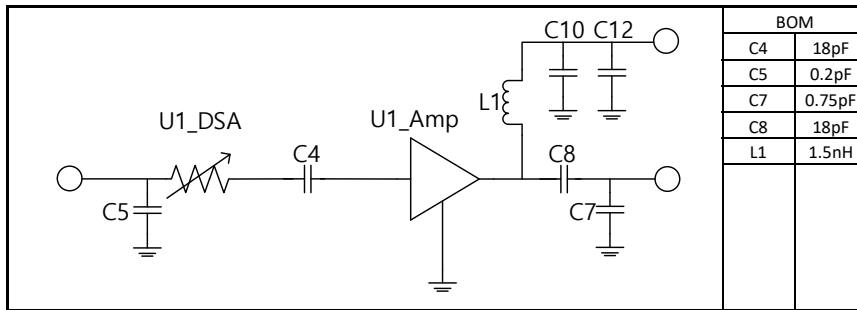 C10 C12
L1
U1_DSA
U1_Amp
C4
C8
C5
C7
BOM
C4 18pF
C5 0.2pF
C7 0.75pF
C8 18pF
L1 1.5nH